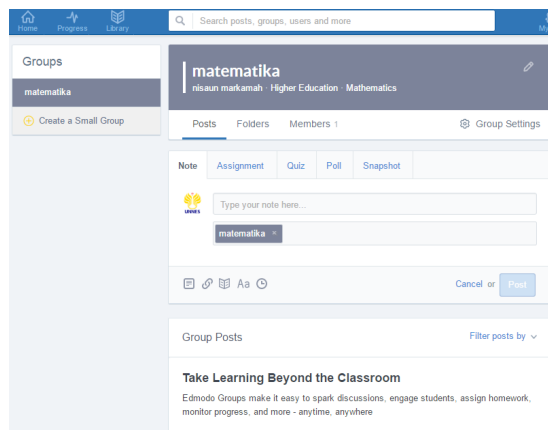 Search posts, groups, users and more
Home
Progress
Library
Groups
matematika
Create a Small Group
matematika
nisaun markamah · Higher Education · Mathematics
Posts
Folders
Members 1
Group Settings
Note
Assignment
Quiz
Poll
Snapshot
UNNES
Type your note here...
matematika ×
Aa
Cancel or Post
Group Posts
Filter posts by
Take Learning Beyond the Classroom
Edmodo Groups make it easy to spark discussions, engage students, assign homework,
monitor progress, and more - anytime, anywhere